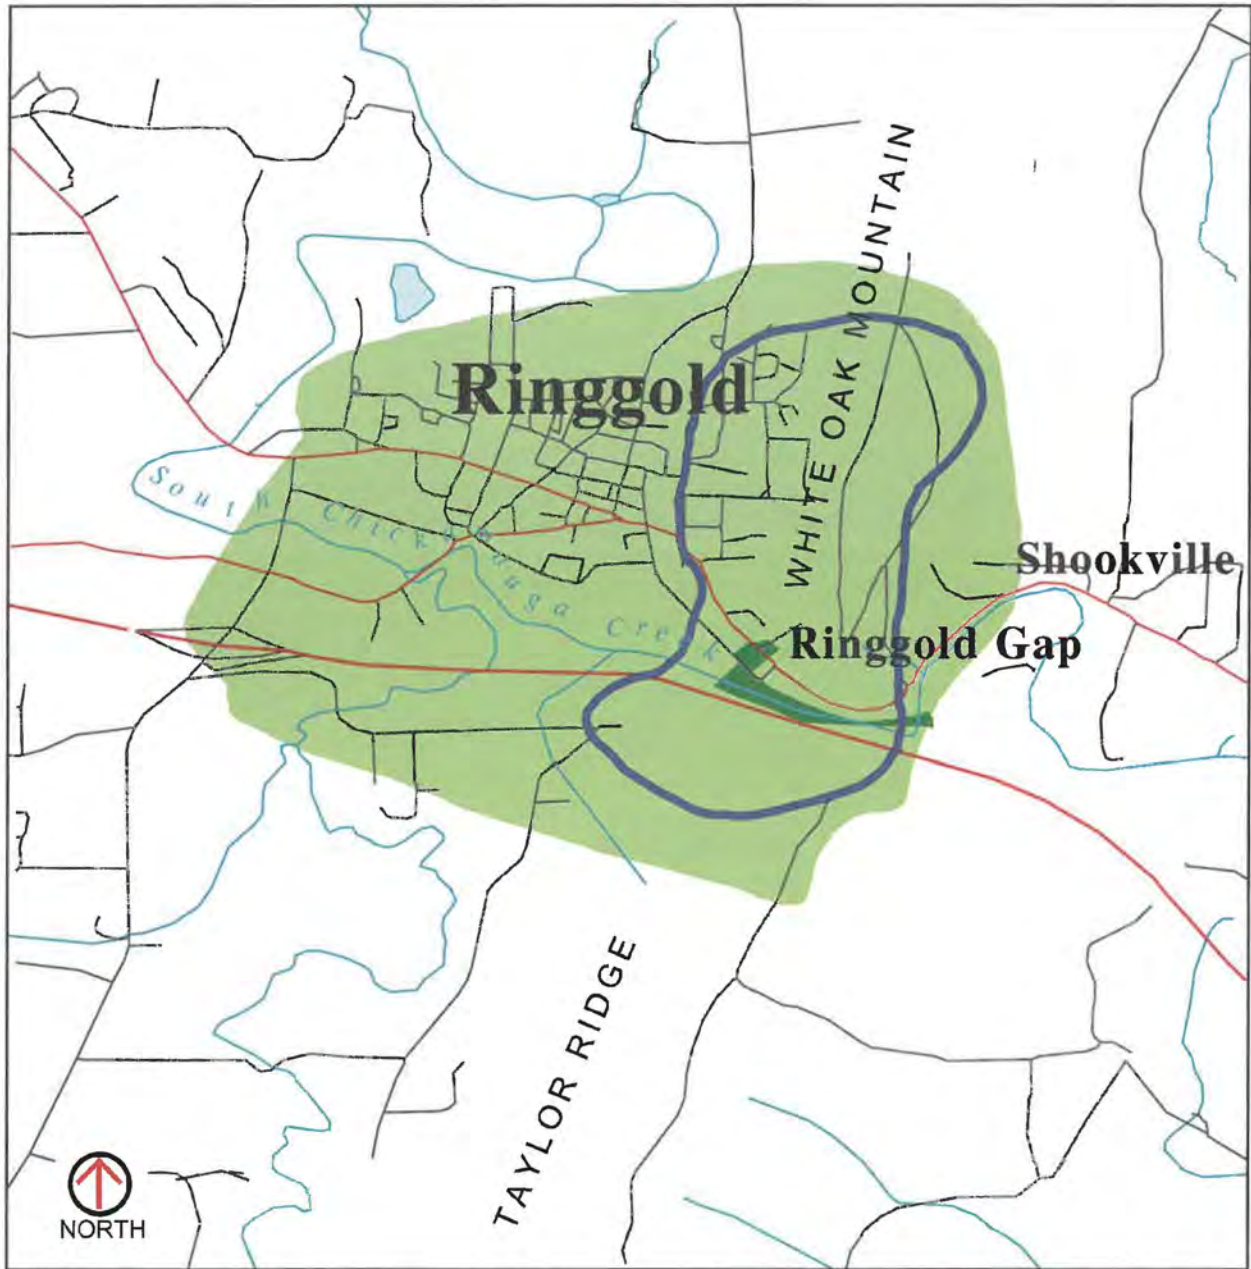 WHITE OAK MOUNTAIN
Ringgold
South Chickamauga Creek
Shookville
Ringgold Gap
TAYLOR RIDGE
NORTH